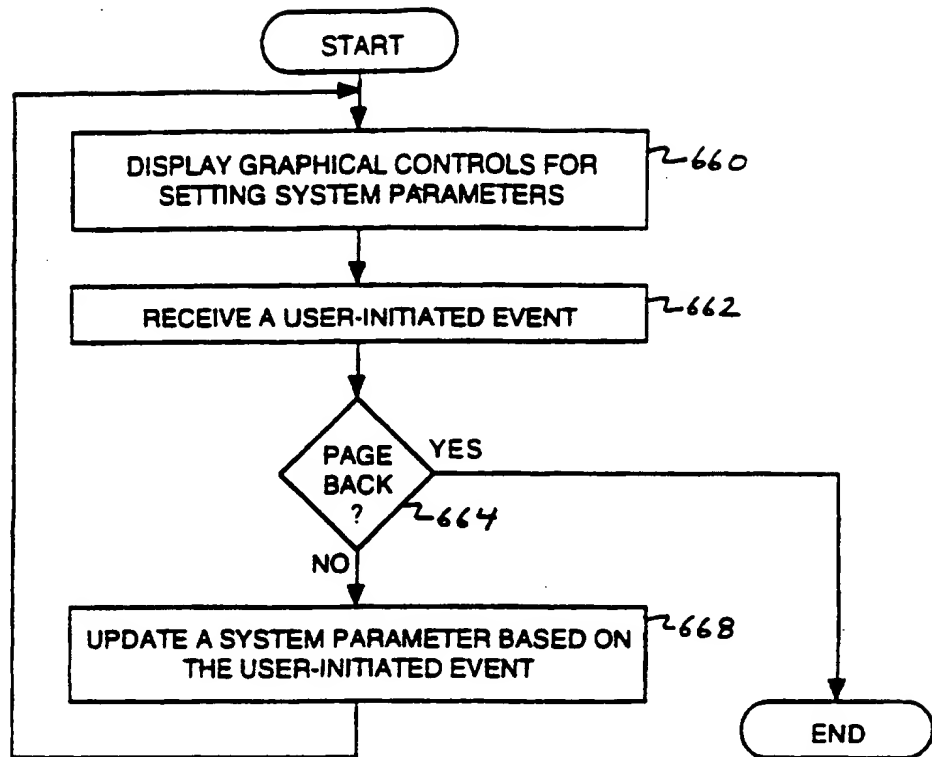 START
DISPLAY GRAPHICAL CONTROLS FOR
SETTING SYSTEM PARAMETERS
660
RECEIVE A USER-INITIATED EVENT
662
PAGE
BACK
?
YES
664
NO
UPDATE A SYSTEM PARAMETER BASED ON
THE USER-INITIATED EVENT
668
END